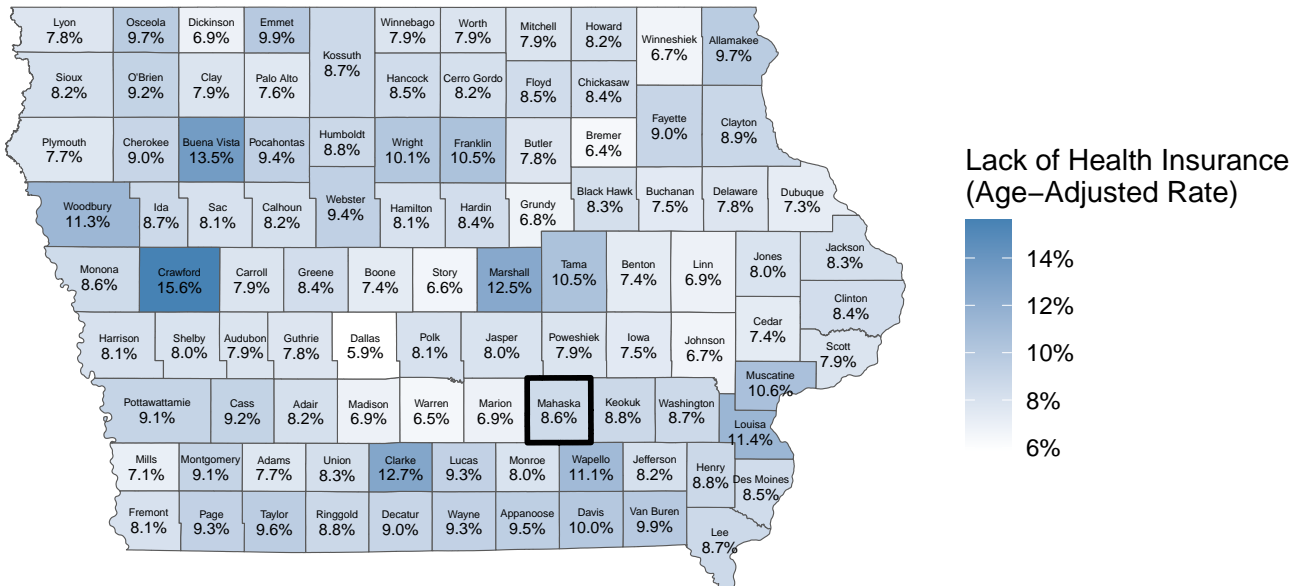 Lyon
7.8%
Osceola
9.7%
Dickinson
6.9%
Emmet
9.9%
Winnebago
7.9%
Worth
7.9%
Mitchell
7.9%
Howard
8.2%
Winneshiek
6.7%
Allamakee
9.7%
Kossuth
8.7%
Sioux
8.2%
O'Brien
9.2%
Clay
7.9%
Palo Alto
7.6%
Hancock
8.5%
Cerro Gordo
8.2%
Floyd
8.5%
Chickasaw
8.4%
Fayette
9.0%
Clayton
8.9%
Plymouth
7.7%
Cherokee
9.0%
Buena Vista
13.5%
Pocahontas
9.4%
Humboldt
8.8%
Wright
10.1%
Franklin
10.5%
Butler
7.8%
Bremer
6.4%
Woodbury
11.3%
Ida
8.7%
Sac
8.1%
Calhoun
8.2%
Webster
9.4%
Hamilton
8.1%
Hardin
8.4%
Grundy
6.8%
Black Hawk
8.3%
Buchanan
7.5%
Delaware
7.8%
Dubuque
7.3%
Monona
8.6%
Crawford
15.6%
Carroll
7.9%
Greene
8.4%
Boone
7.4%
Story
6.6%
Marshall
12.5%
Tama
10.5%
Benton
7.4%
Linn
6.9%
Jones
8.0%
Jackson
8.3%
Clinton
8.4%
Harrison
8.1%
Shelby
8.0%
Audubon
7.9%
Guthrie
7.8%
Dallas
5.9%
Polk
8.1%
Jasper
8.0%
Poweshiek
7.9%
Iowa
7.5%
Johnson
6.7%
Cedar
7.4%
Scott
7.9%
Muscatine
10.6%
Pottawattamie
9.1%
Cass
9.2%
Adair
8.2%
Madison
6.9%
Warren
6.5%
Marion
6.9%
Mahaska
8.6%
Keokuk
8.8%
Washington
8.7%
Louisa
11.4%
Mills
7.1%
Montgomery
9.1%
Adams
7.7%
Union
8.3%
Clarke
12.7%
Lucas
9.3%
Monroe
8.0%
Wapello
11.1%
Jefferson
8.2%
Henry
8.8%
Des Moines
8.5%
Fremont
8.1%
Page
9.3%
Taylor
9.6%
Ringgold
8.8%
Decatur
9.0%
Wayne
9.3%
Appanoose
9.5%
Davis
10.0%
Van Buren
9.9%
Lee
8.7%
Lack of Health Insurance
(Age−Adjusted Rate)
14%
12%
10%
8%
6%